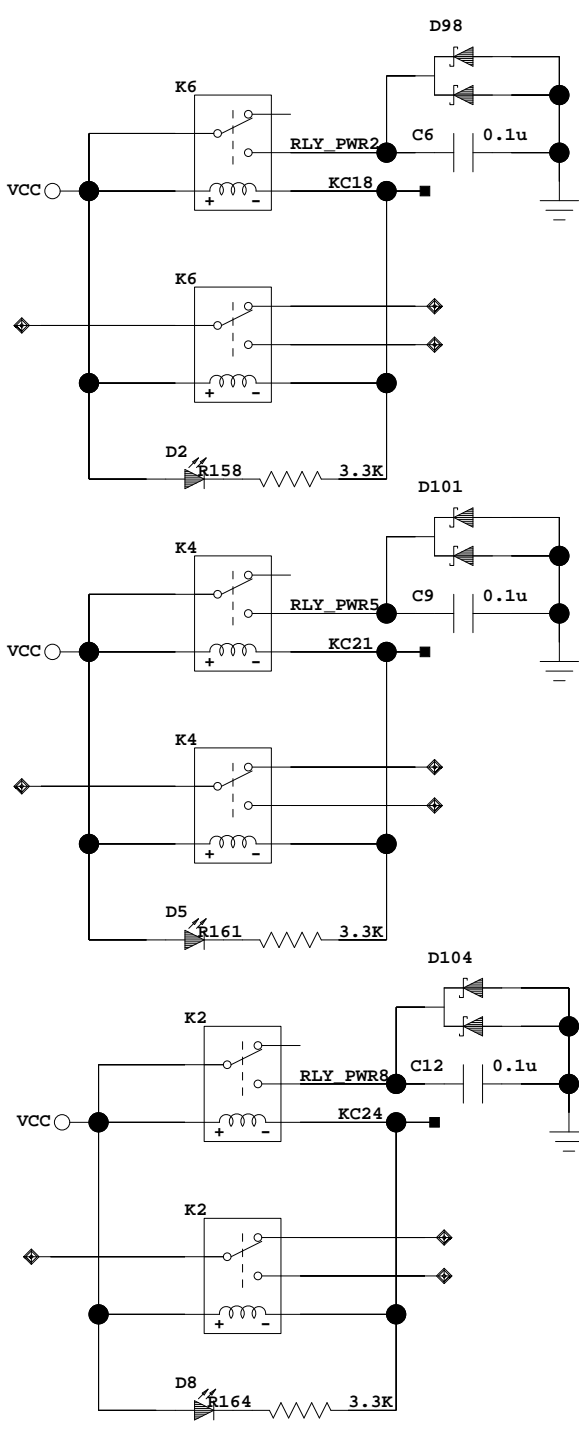 D98
K6
RLY_PWR2
C6 0.1u
VCC
KC18
+ -
K6
+ -
D2
R158 3.3K
D101
K4
RLY_PWR5
C9 0.1u
VCC
KC21
+ -
K4
+ -
D5
R161 3.3K
D104
K2
RLY_PWR8
C12 0.1u
VCC
KC24
+ -
K2
+ -
D8
R164 3.3K